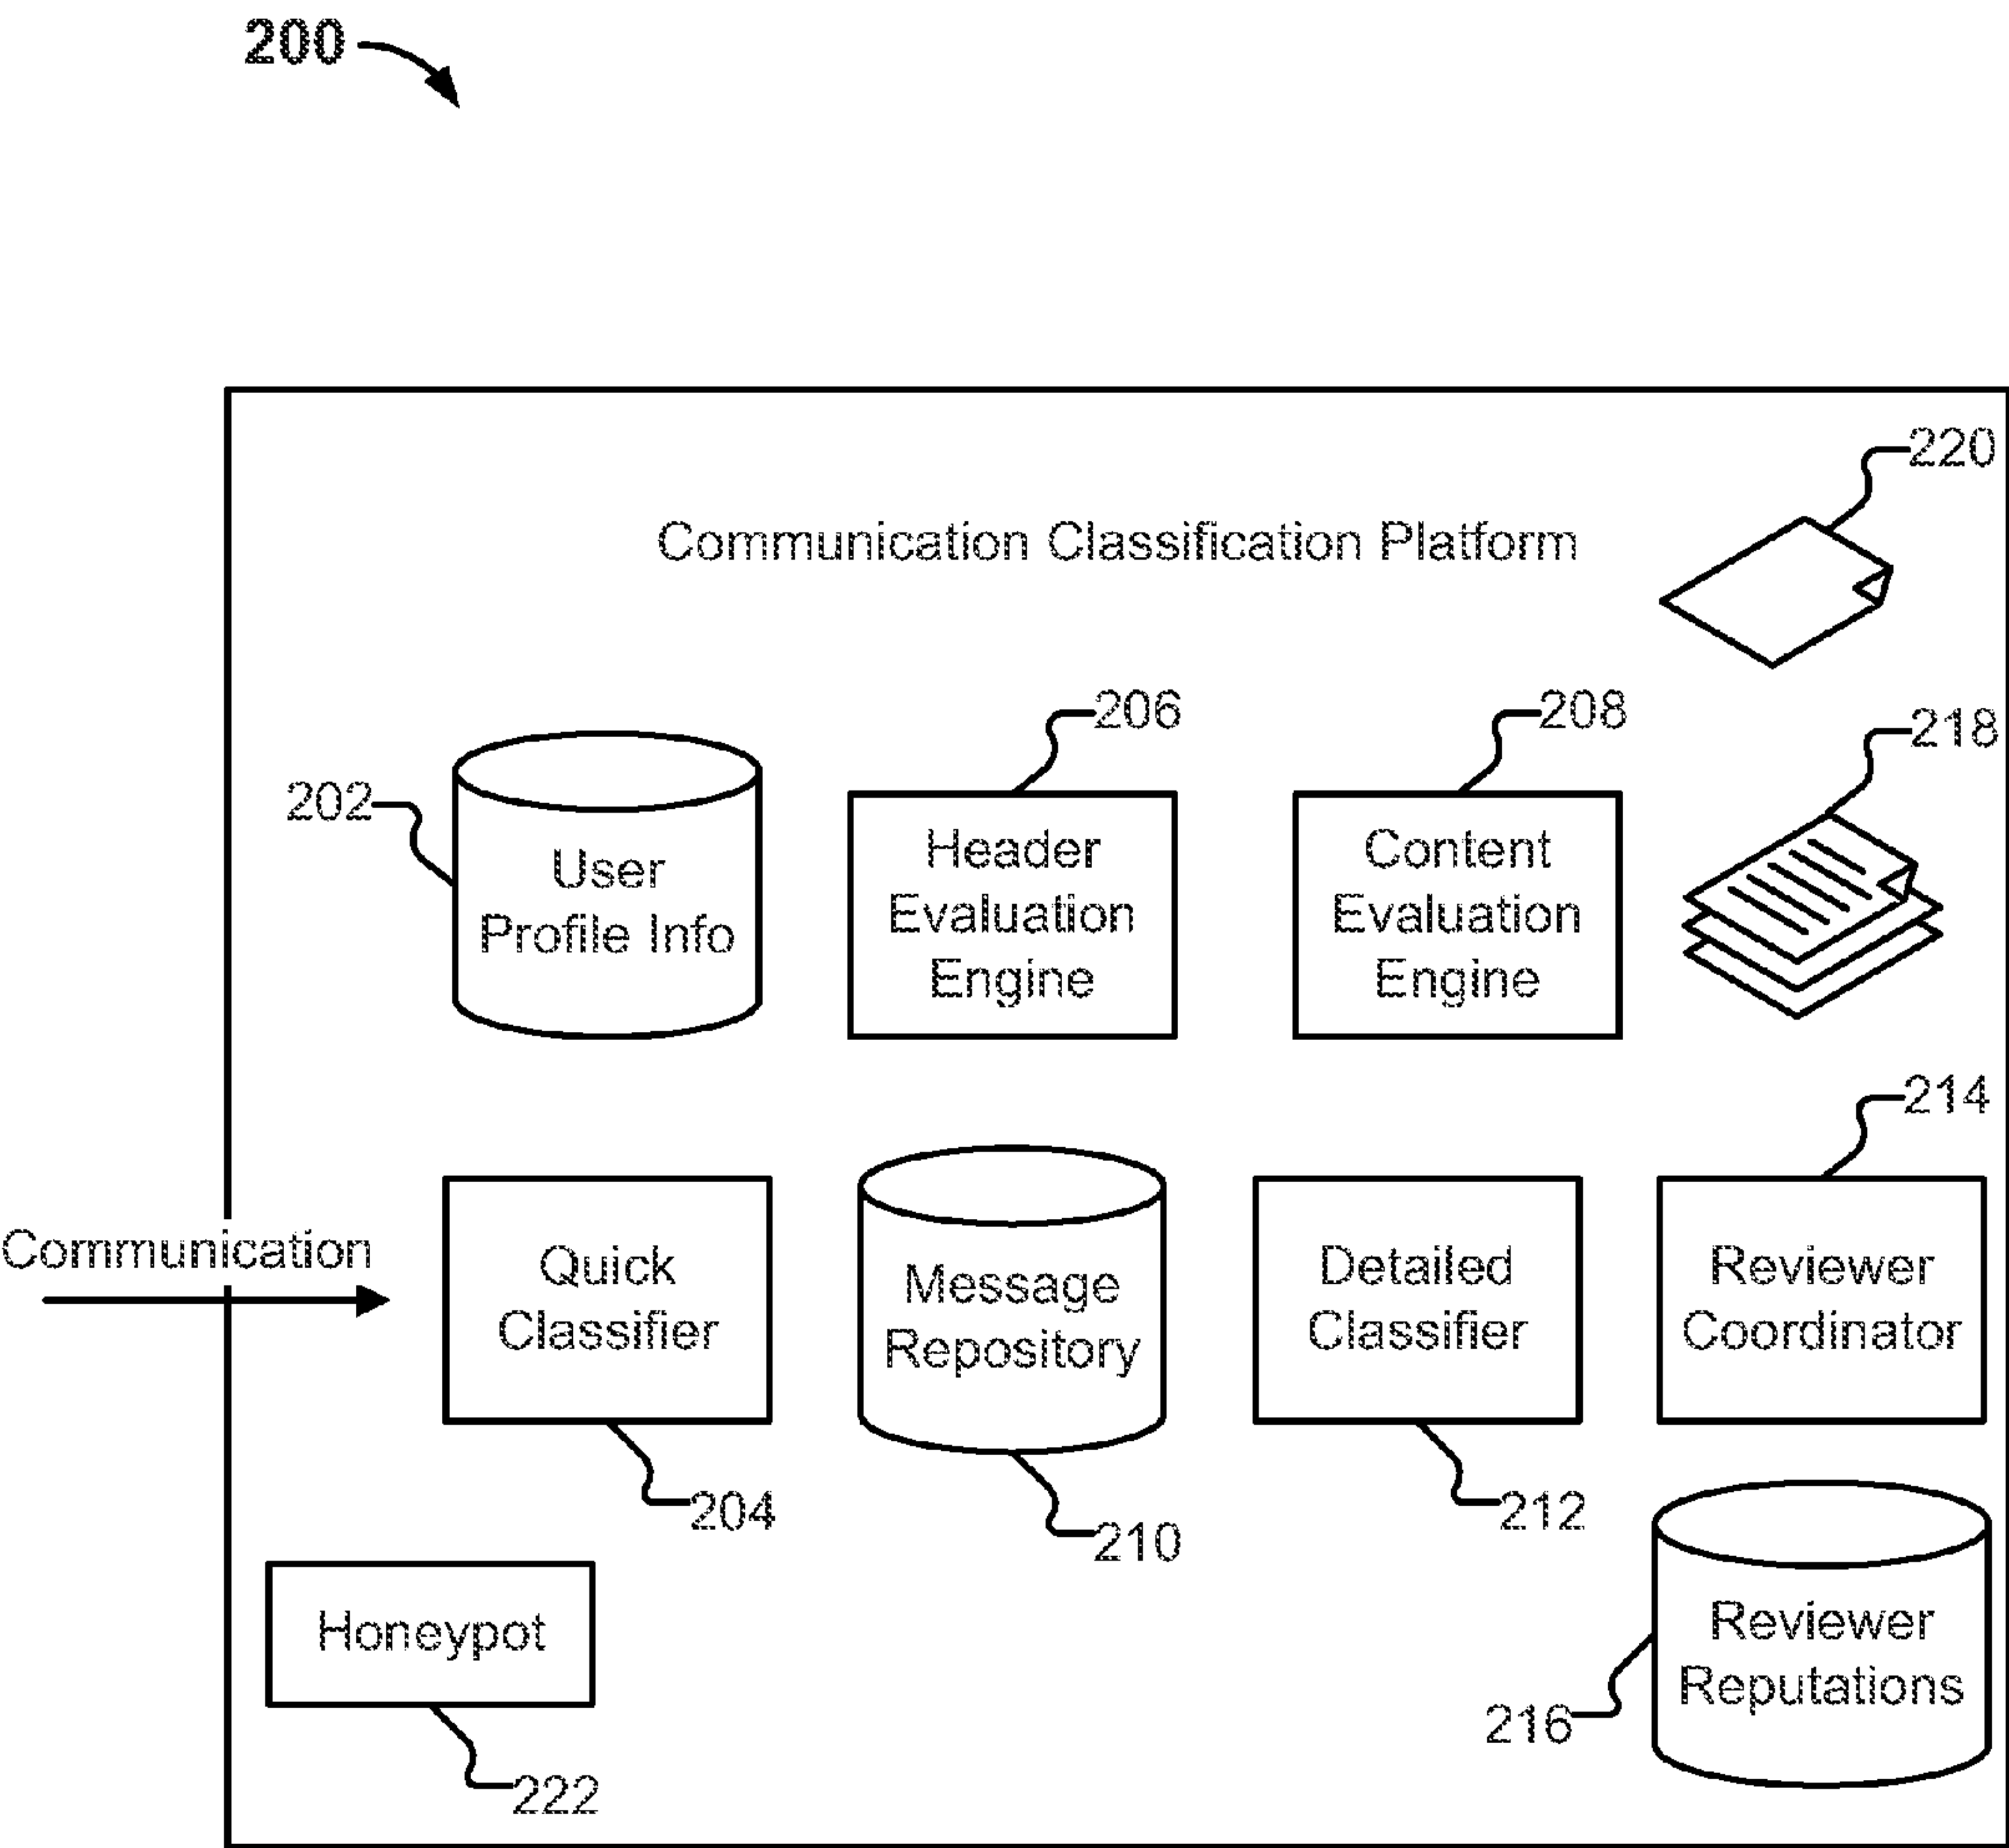 200
220
Communication Classification Platform
206
208
218
202
User
Profile Info
Header
Evaluation
Engine
Content
Evaluation
Engine
214
Communication
Quick
Classifier
Message
Repository
Detailed
Classifier
Reviewer
Coordinator
204
210
212
Honeypot
Reviewer
Reputations
216
222